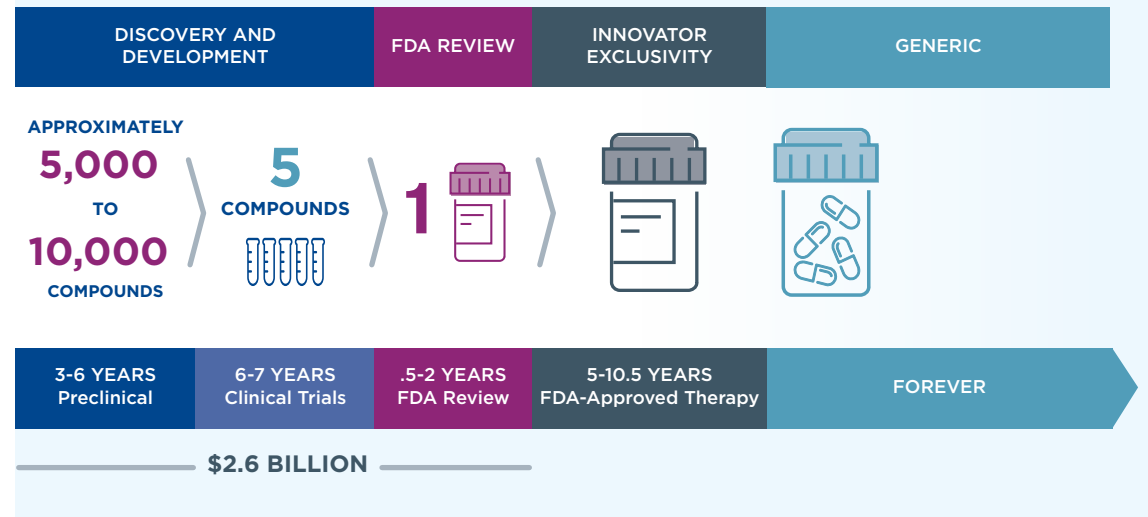 DISCOVERY AND
DEVELOPMENT
FDA REVIEW
INNOVATOR
EXCLUSIVITY
GENERIC
APPROXIMATELY
5,000
TO
10,000
COMPOUNDS
5
COMPOUNDS
1
3-6 YEARS
Preclinical
6-7 YEARS
Clinical Trials
.5-2 YEARS
FDA Review
5-10.5 YEARS
FDA-Approved Therapy
FOREVER
$2.6 BILLION